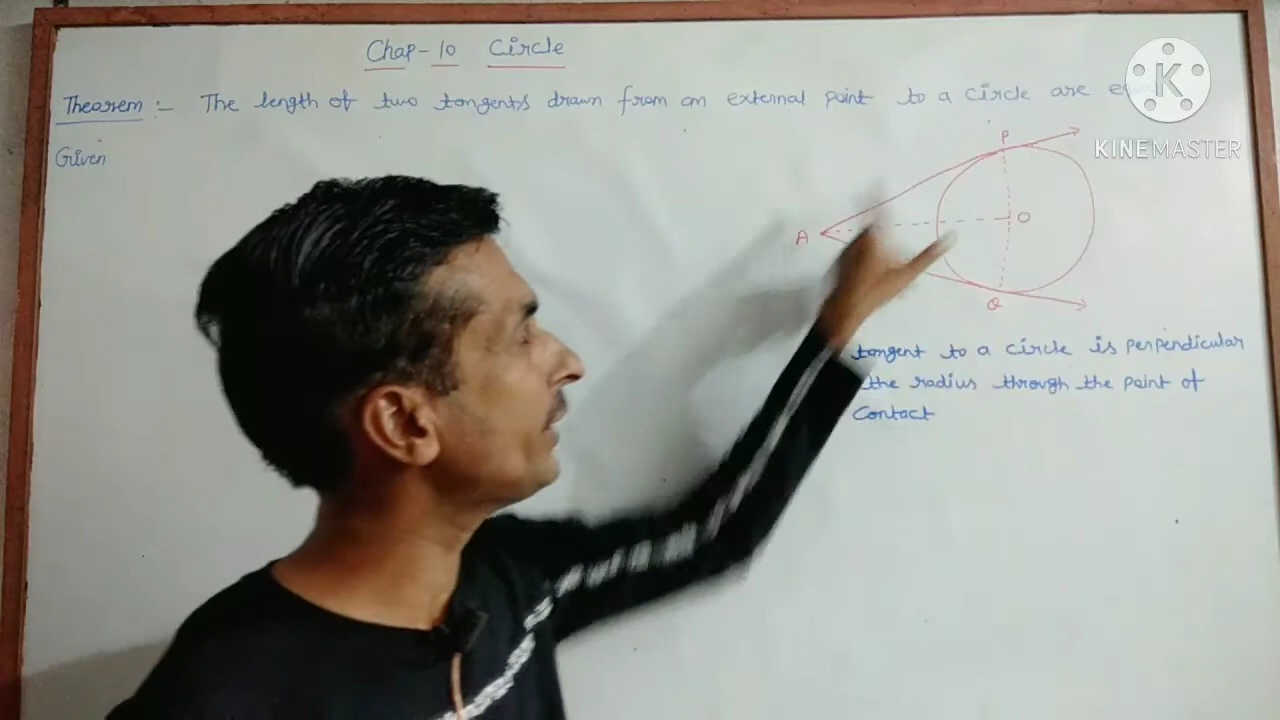 Chap-10 Circle
Theorem :- The length of two tangents drawn from an external point to a circle are
Given
P
A
O
Q
tangent to a circle is perpendicular
the radius through the point of
Contact
K
KINEMASTER